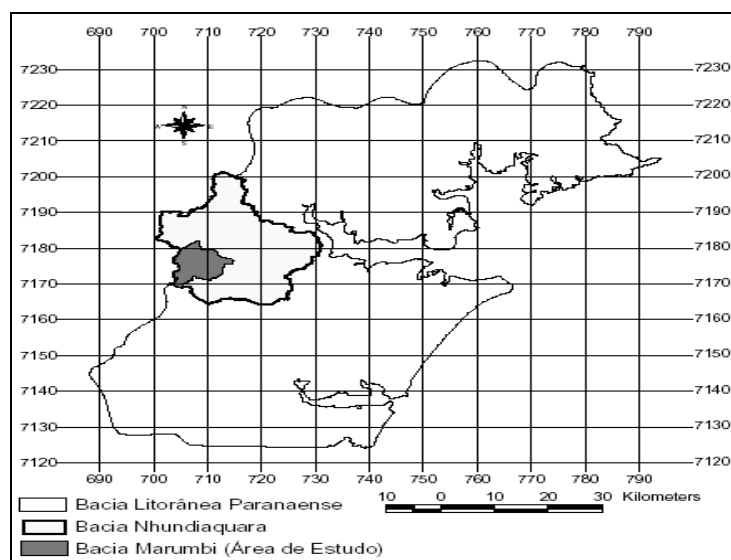 690 700 710 720 730 740 750 760 770 780 790
7230 7230
7220 7220
7210 7210
7200 7200
7190 7190
7180 7180
7170 7170
7160 7160
7150 7150
7140 7140
7130 7130
7120 7120
690 700 710 720 730 740 750 760 770 780 790
Bacia Litorânea Paranaense
10 0 10 20 30 Kilometers
Bacia Nhundiaquara
Bacia Marumbi (Área de Estudo)